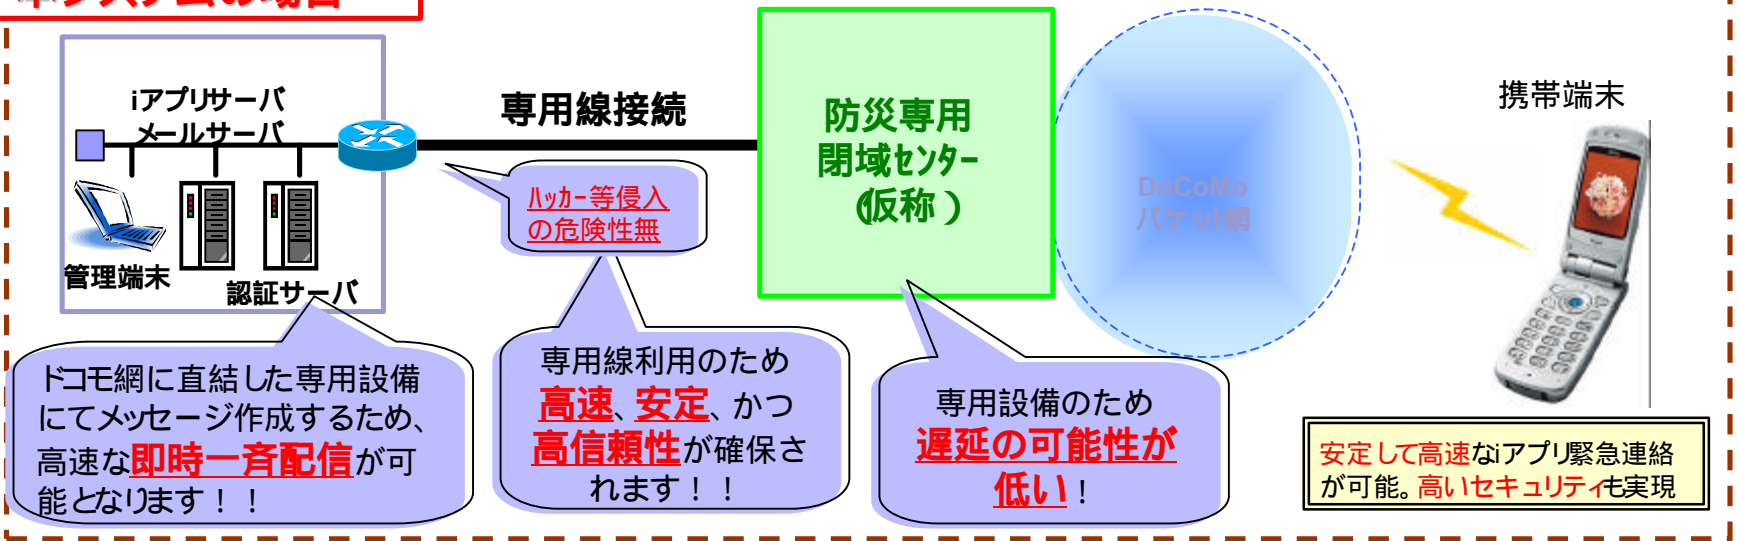 本システムの場合
iアプリサーバ
メールサーバ
専用線接続
防災専用
閉域センター
(仮称)
DoCoMo
パケット網
携帯端末
ハッカー等侵入
の危険性無
管理端末
認証サーバ
ドコモ網に直結した専用設備
にてメッセージ作成するため、
高速な即時一斉配信が可
能となります!!
専用線利用のため
高速、安定、かつ
高信頼性が確保さ
れます!!
専用設備のため
遅延の可能性が
低い!
安定して高速なiアプリ緊急連絡
が可能。高いセキュリティも実現